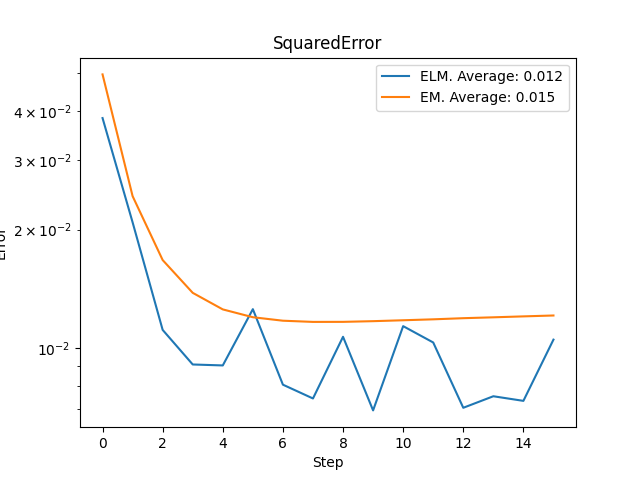 SquaredError
ELM. Average: 0.012
EM. Average: 0.015
4 × 10⁻²
3 × 10⁻²
2 × 10⁻²
10⁻²
Error
0 2 4 6 8 10 12 14
Step